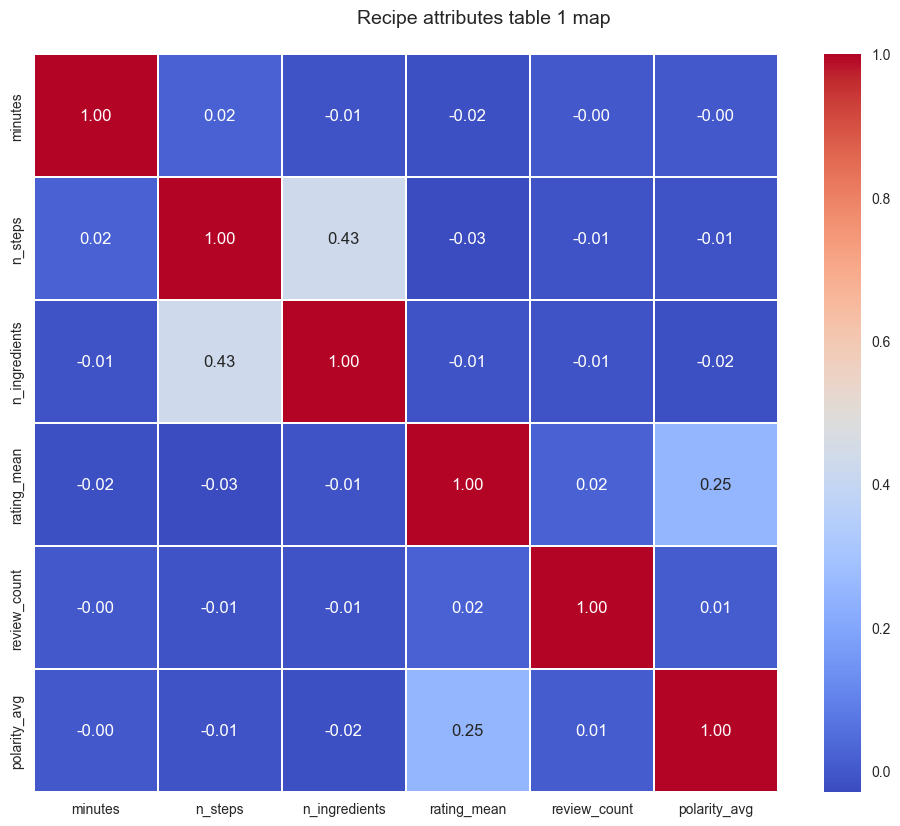 Recipe attributes table 1 map
minutes 1.00 0.02 -0.01 -0.02 -0.00 -0.00
n_steps 0.02 1.00 0.43 -0.03 -0.01 -0.01
n_ingredients -0.01 0.43 1.00 -0.01 -0.01 -0.02
rating_mean -0.02 -0.03 -0.01 1.00 0.02 0.25
review_count -0.00 -0.01 -0.01 0.02 1.00 0.01
polarity_avg -0.00 -0.01 -0.02 0.25 0.01 1.00
minutes n_steps n_ingredients rating_mean review_count polarity_avg
1.0
0.8
0.6
0.4
0.2
0.0